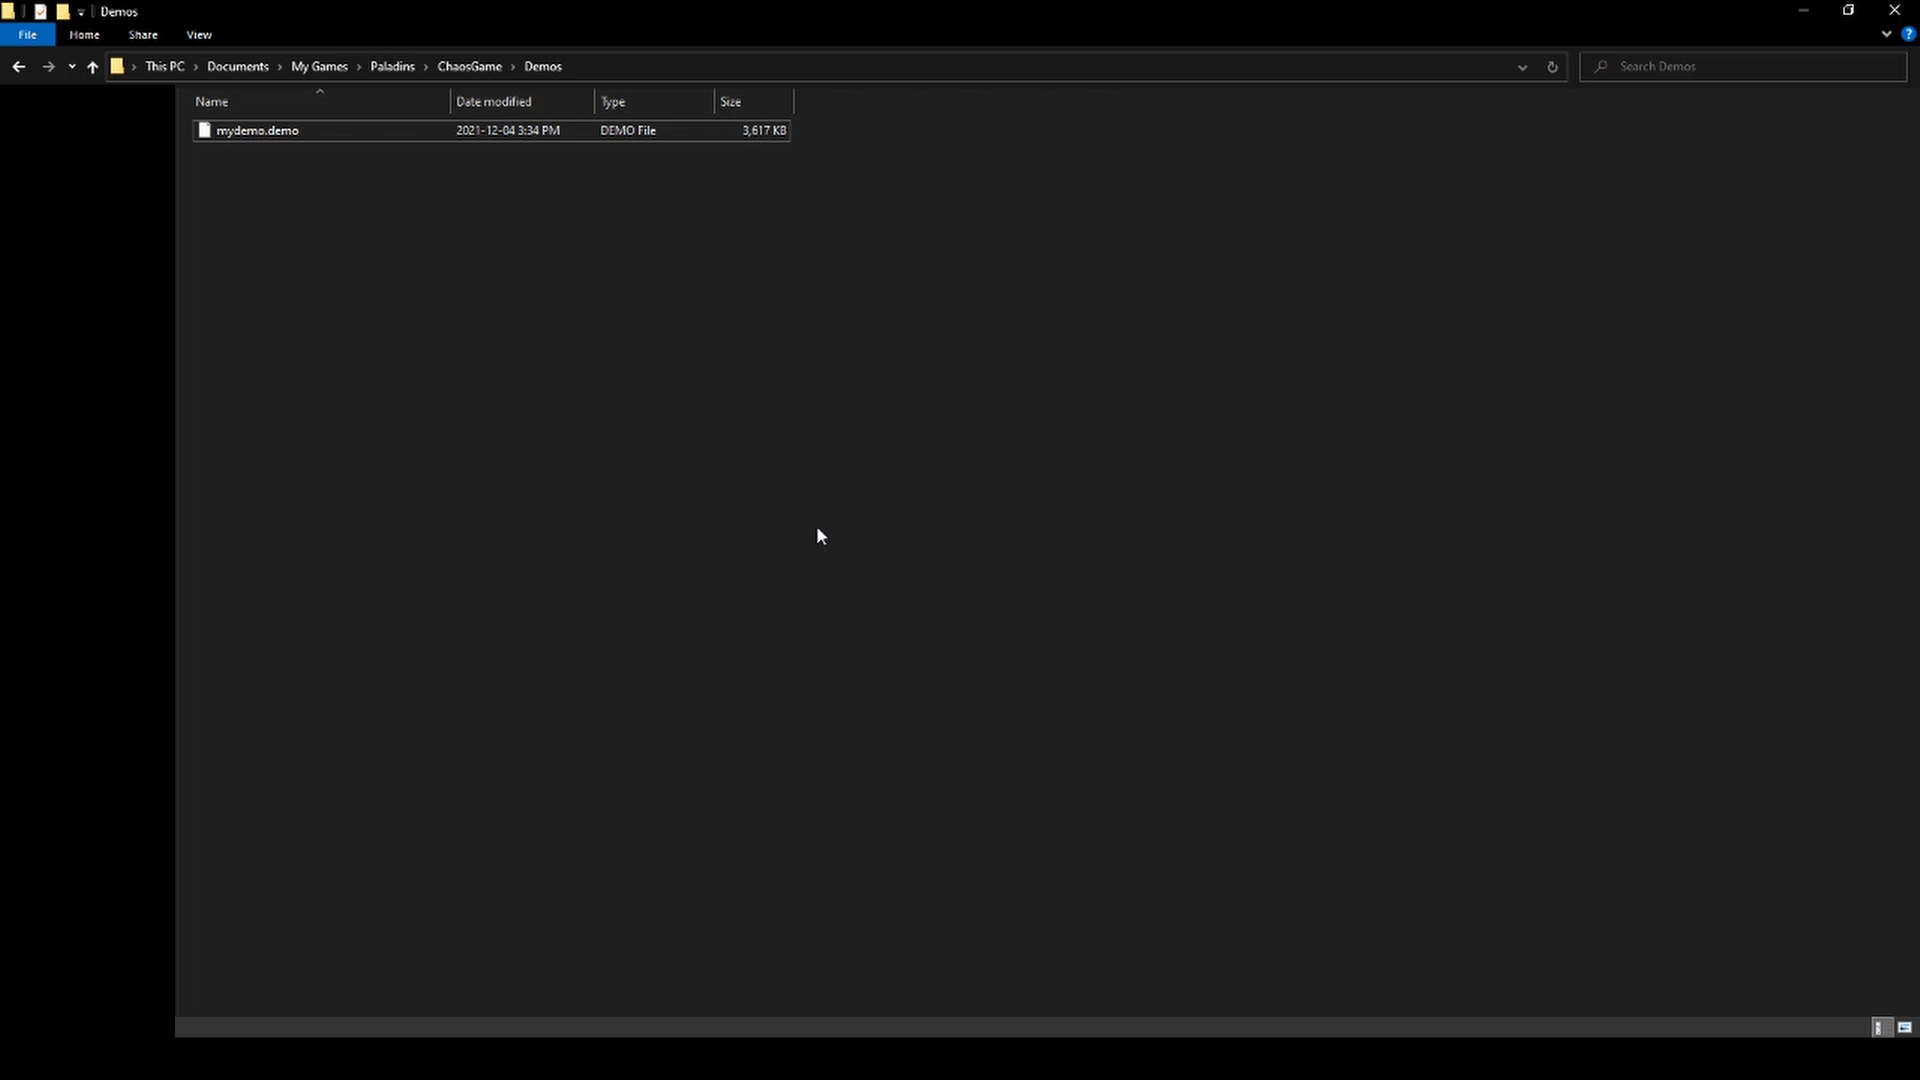 Demos
File Home Share View
This PC Documents My Games Paladins ChaosGame Demos Search Demos
Name Date modified Type Size
mydemo.demo 2021-12-04 3:34 PM DEMO File 3,617 KB